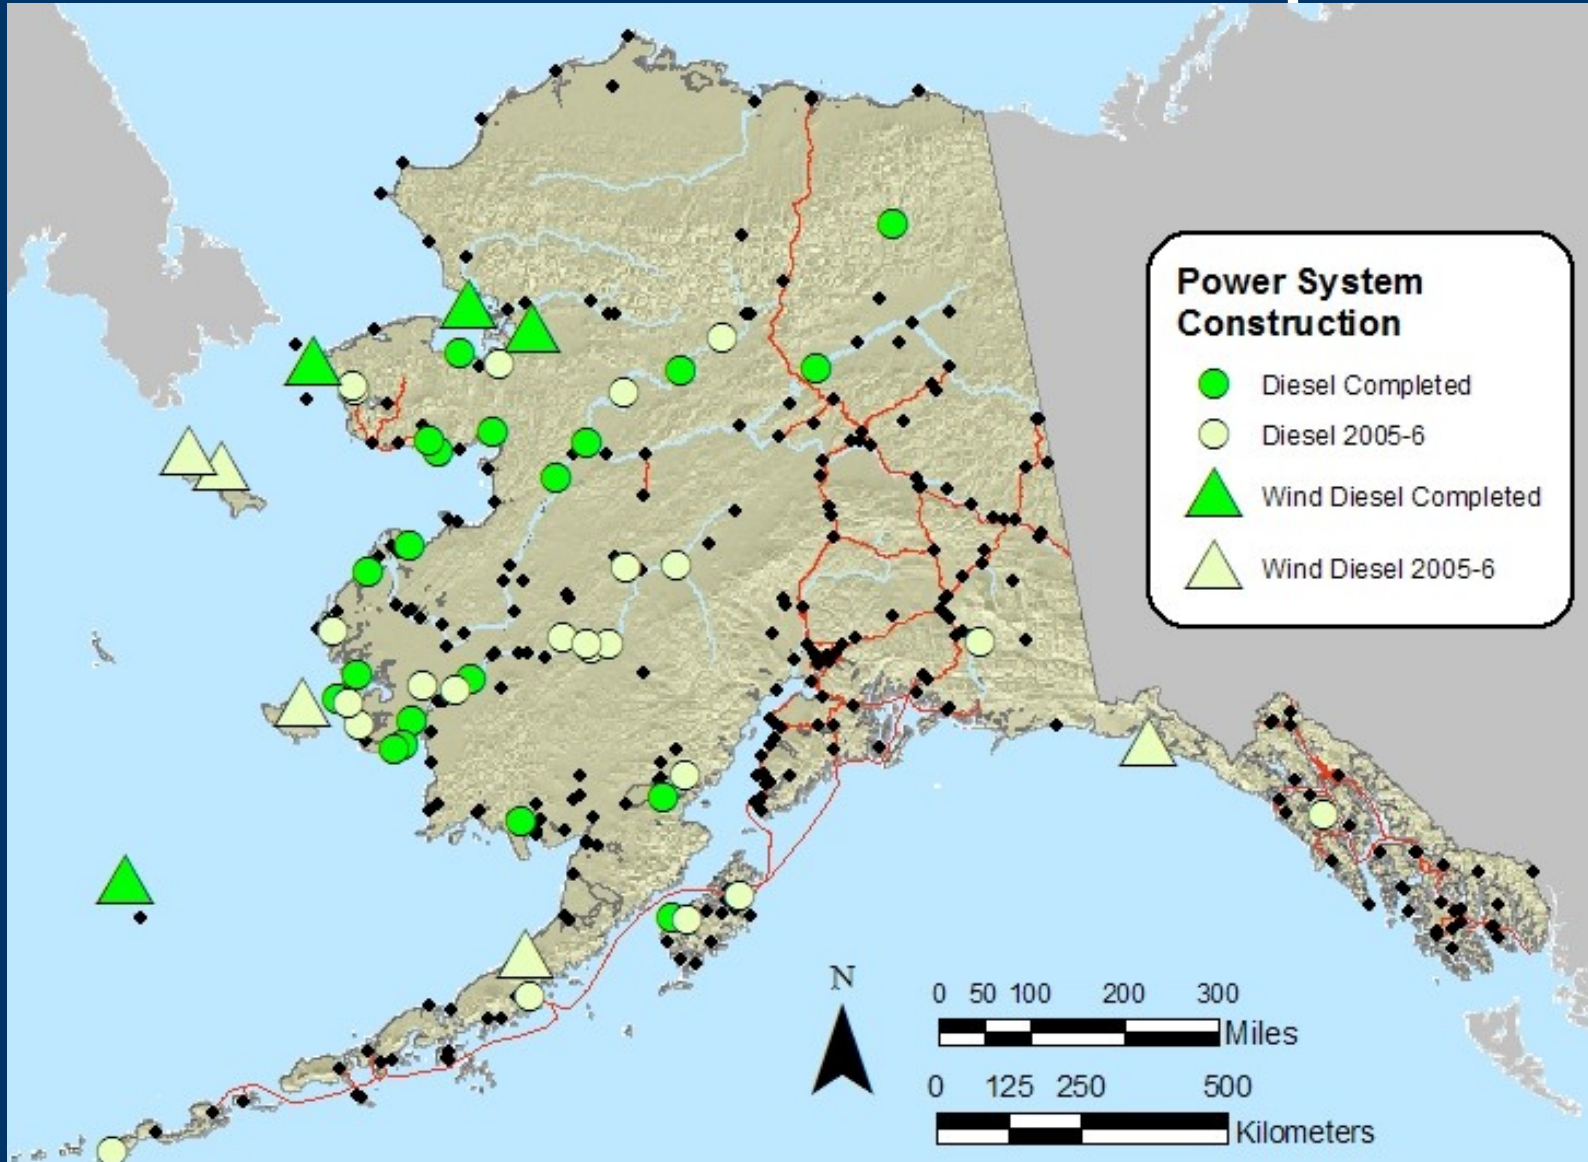 Power System
Construction
Diesel Completed
Diesel 2005-6
Wind Diesel Completed
Wind Diesel 2005-6
N
0 50 100 200 300
Miles
0 125 250 500
Kilometers